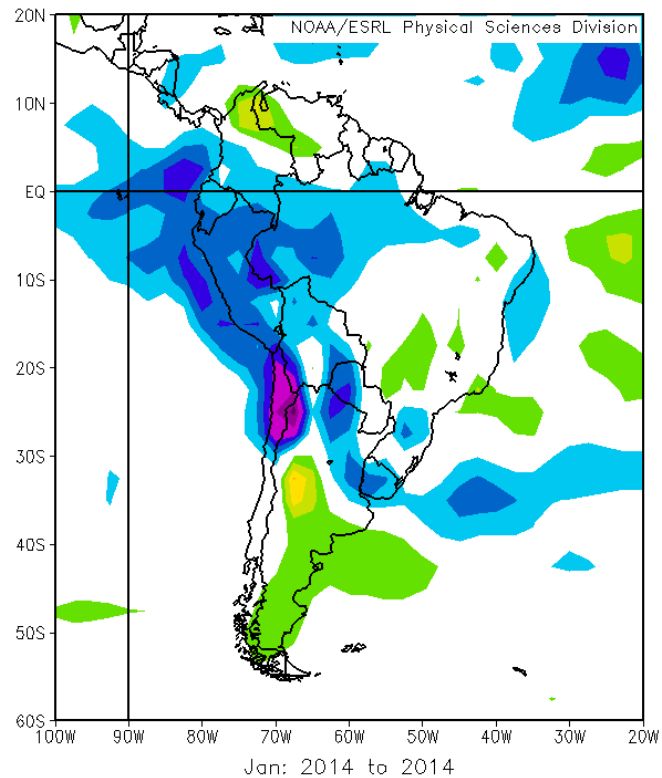 NOAA/ESRL Physical Sciences Division
20N
10N
EQ
10S
20S
30S
40S
50S
60S
100W 90W 80W 70W 60W 50W 40W 30W 20W
Jan: 2014 to 2014